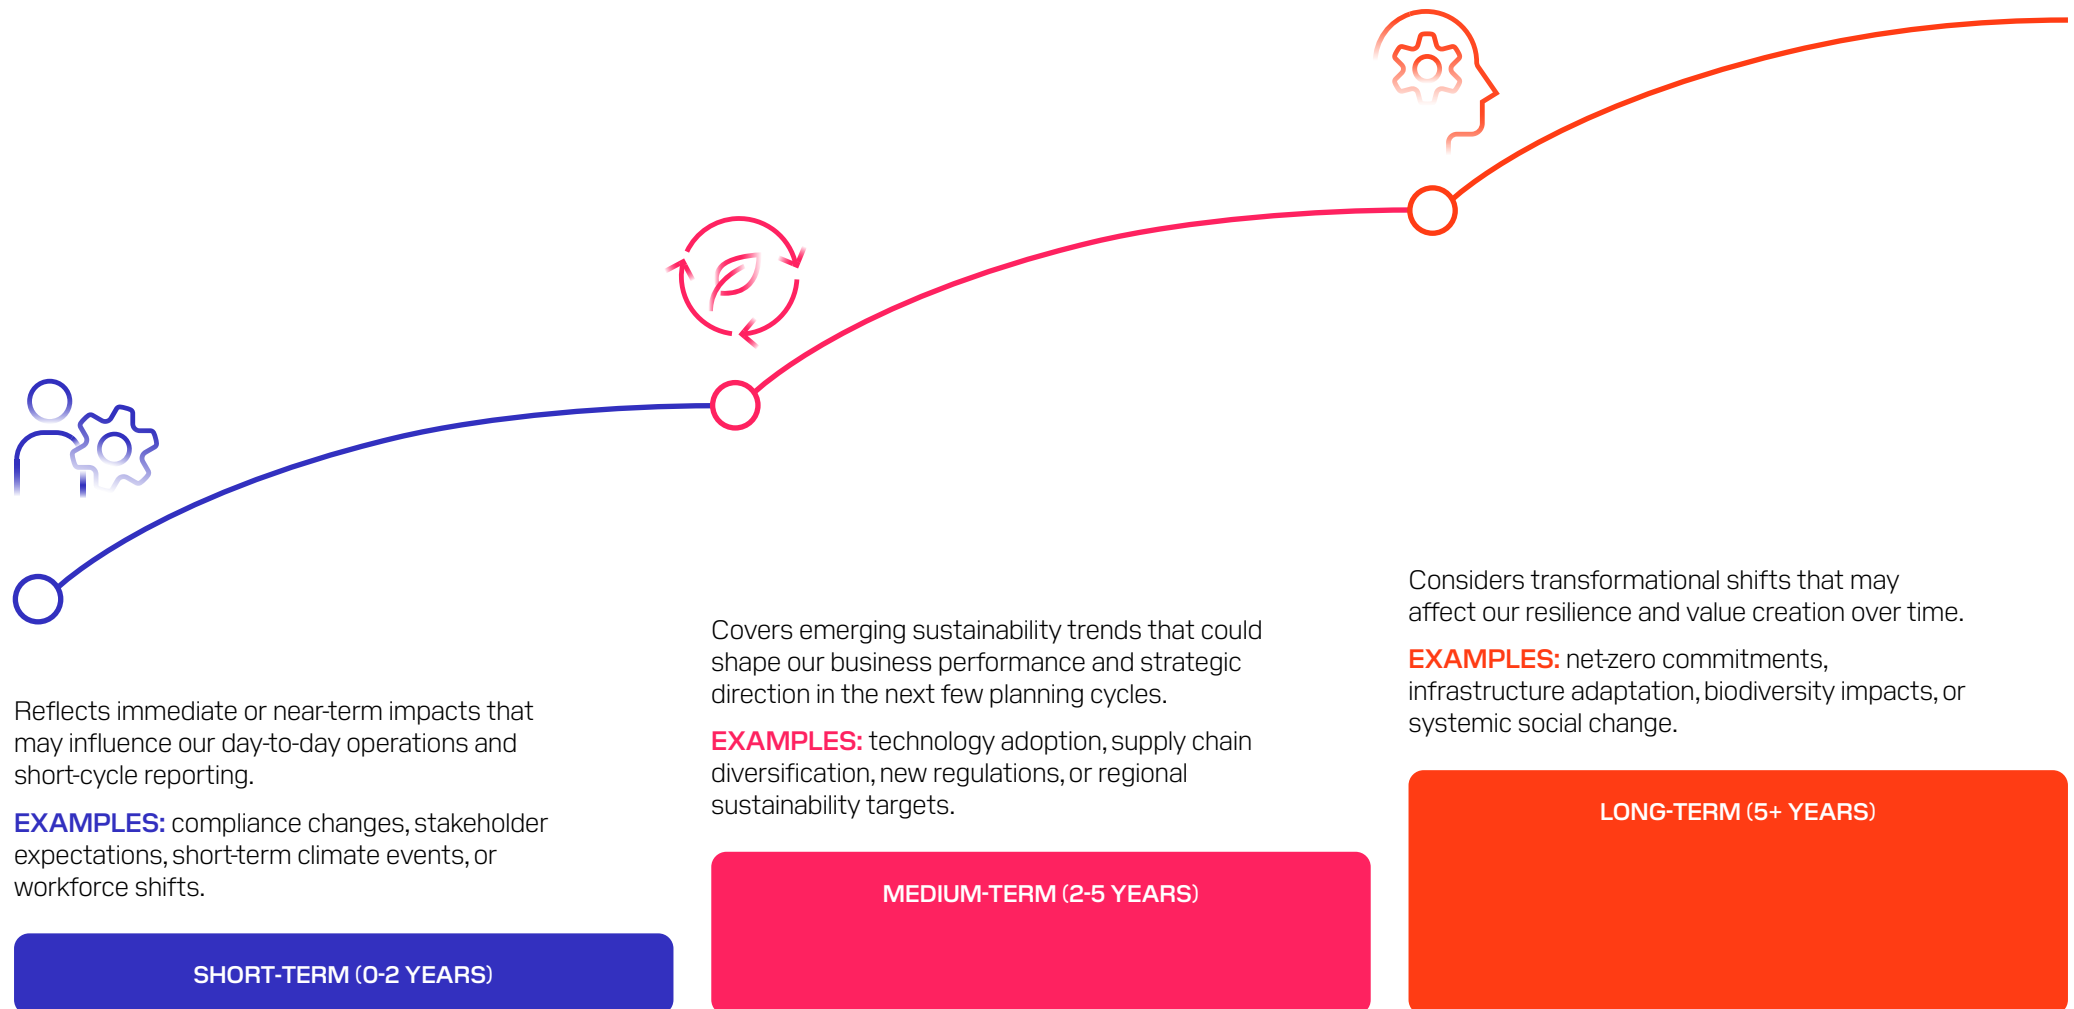 Reflects immediate or near-term impacts that
may influence our day-to-day operations and
short-cycle reporting.
EXAMPLES: compliance changes, stakeholder
expectations, short-term climate events, or
workforce shifts.
SHORT-TERM (0-2 YEARS)
Covers emerging sustainability trends that could
shape our business performance and strategic
direction in the next few planning cycles.
EXAMPLES: technology adoption, supply chain
diversification, new regulations, or regional
sustainability targets.
MEDIUM-TERM (2-5 YEARS)
Considers transformational shifts that may
affect our resilience and value creation over time.
EXAMPLES: net-zero commitments,
infrastructure adaptation, biodiversity impacts, or
systemic social change.
LONG-TERM (5+ YEARS)